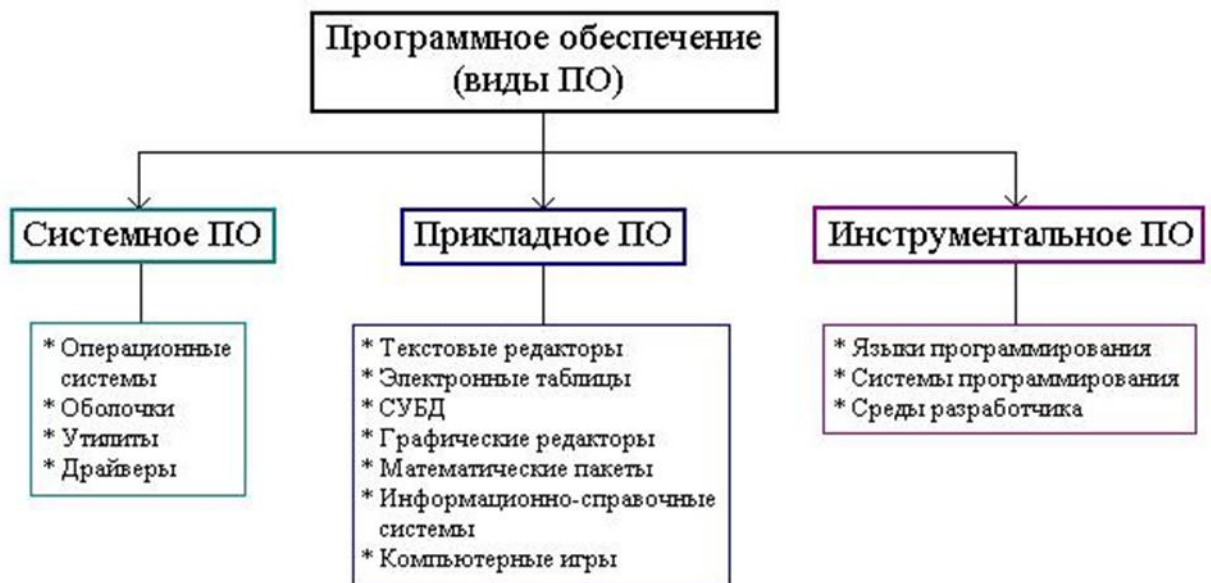 Программное обеспечение
(виды ПО)
Системное ПО
Прикладное ПО
Инструментальное ПО
* Операционные
системы
* Оболочки
* Утилиты
* Драйверы
* Текстовые редакторы
* Электронные таблицы
* СУБД
* Графические редакторы
* Математические пакеты
* Информационно-справочные
системы
* Компьютерные игры
* Языки программирования
* Системы программирования
* Среды разработчика